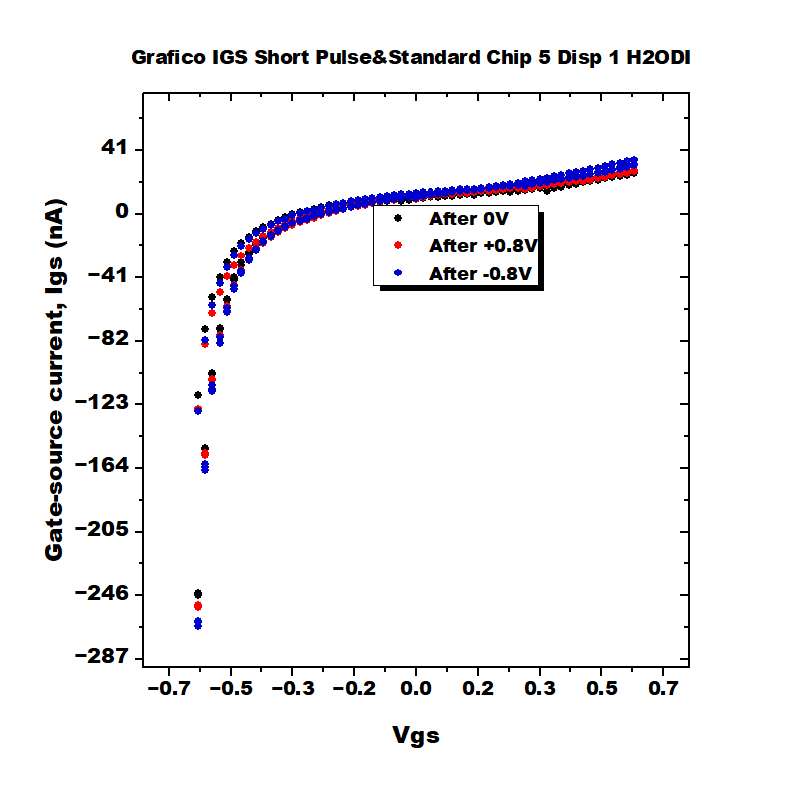 Grafico IGS Short Pulse&Standard Chip 5 Disp 1 H2ODI
Gate-source current, Igs (nA)
41
0
−41
−82
−123
−164
−205
−246
−287
After 0V
After +0.8V
After -0.8V
−0.7 −0.5 −0.3 −0.2 0.0 0.2 0.3 0.5 0.7
Vgs